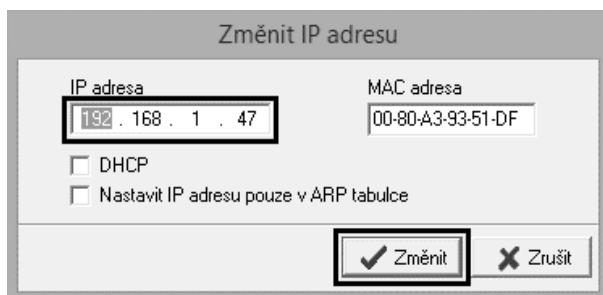 Změnit IP adresu
IP adresa
MAC adresa
192 . 168 . 1 . 47
00-80-A3-93-51-DF
DHCP
Nastavit IP adresu pouze v ARP tabulce
Změnit
Zrušit